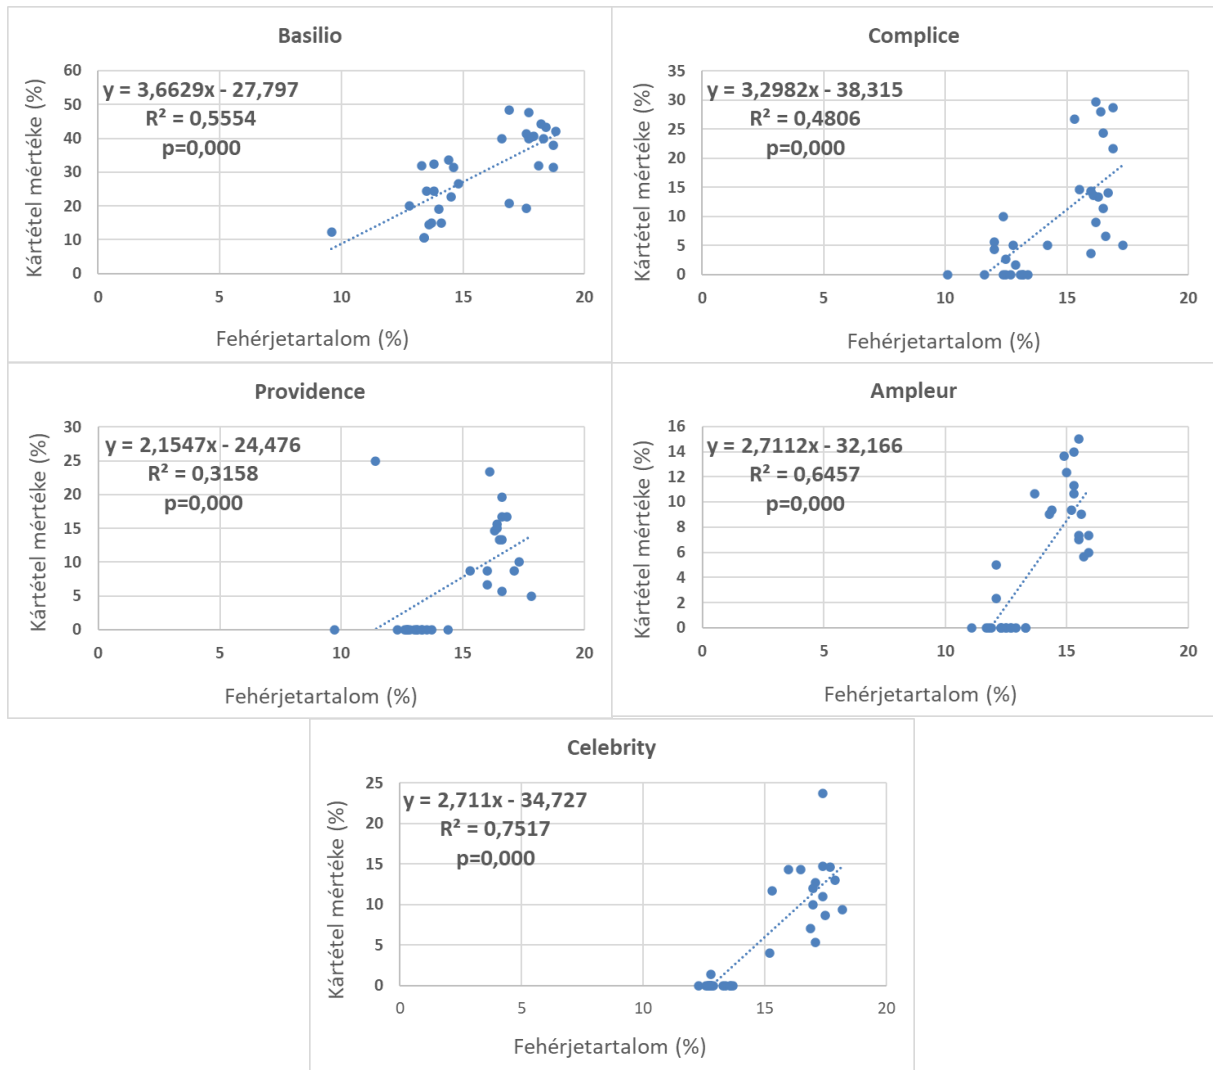 Basilio
60
50
40
30
20
10
0
y = 3,6629x - 27,797
R² = 0,5554
p=0,000
0 5 10 15 20
Kártétel mértéke (%)
Fehérjetartalom (%)
Complice
35
30
25
20
15
10
5
0
y = 3,2982x - 38,315
R² = 0,4806
p=0,000
0 5 10 15 20
Kártétel mértéke (%)
Fehérjetartalom (%)
Providence
30
25
20
15
10
5
0
y = 2,1547x - 24,476
R² = 0,3158
p=0,000
0 5 10 15 20
Kártétel mértéke (%)
Fehérjetartalom (%)
Ampleur
16
14
12
10
8
6
4
2
0
y = 2,7112x - 32,166
R² = 0,6457
p=0,000
0 5 10 15 20
Kártétel mértéke (%)
Fehérjetartalom (%)
Celebrity
25
20
15
10
5
0
y = 2,711x - 34,727
R² = 0,7517
p=0,000
0 5 10 15 20
Kártétel mértéke (%)
Fehérjetartalom (%)